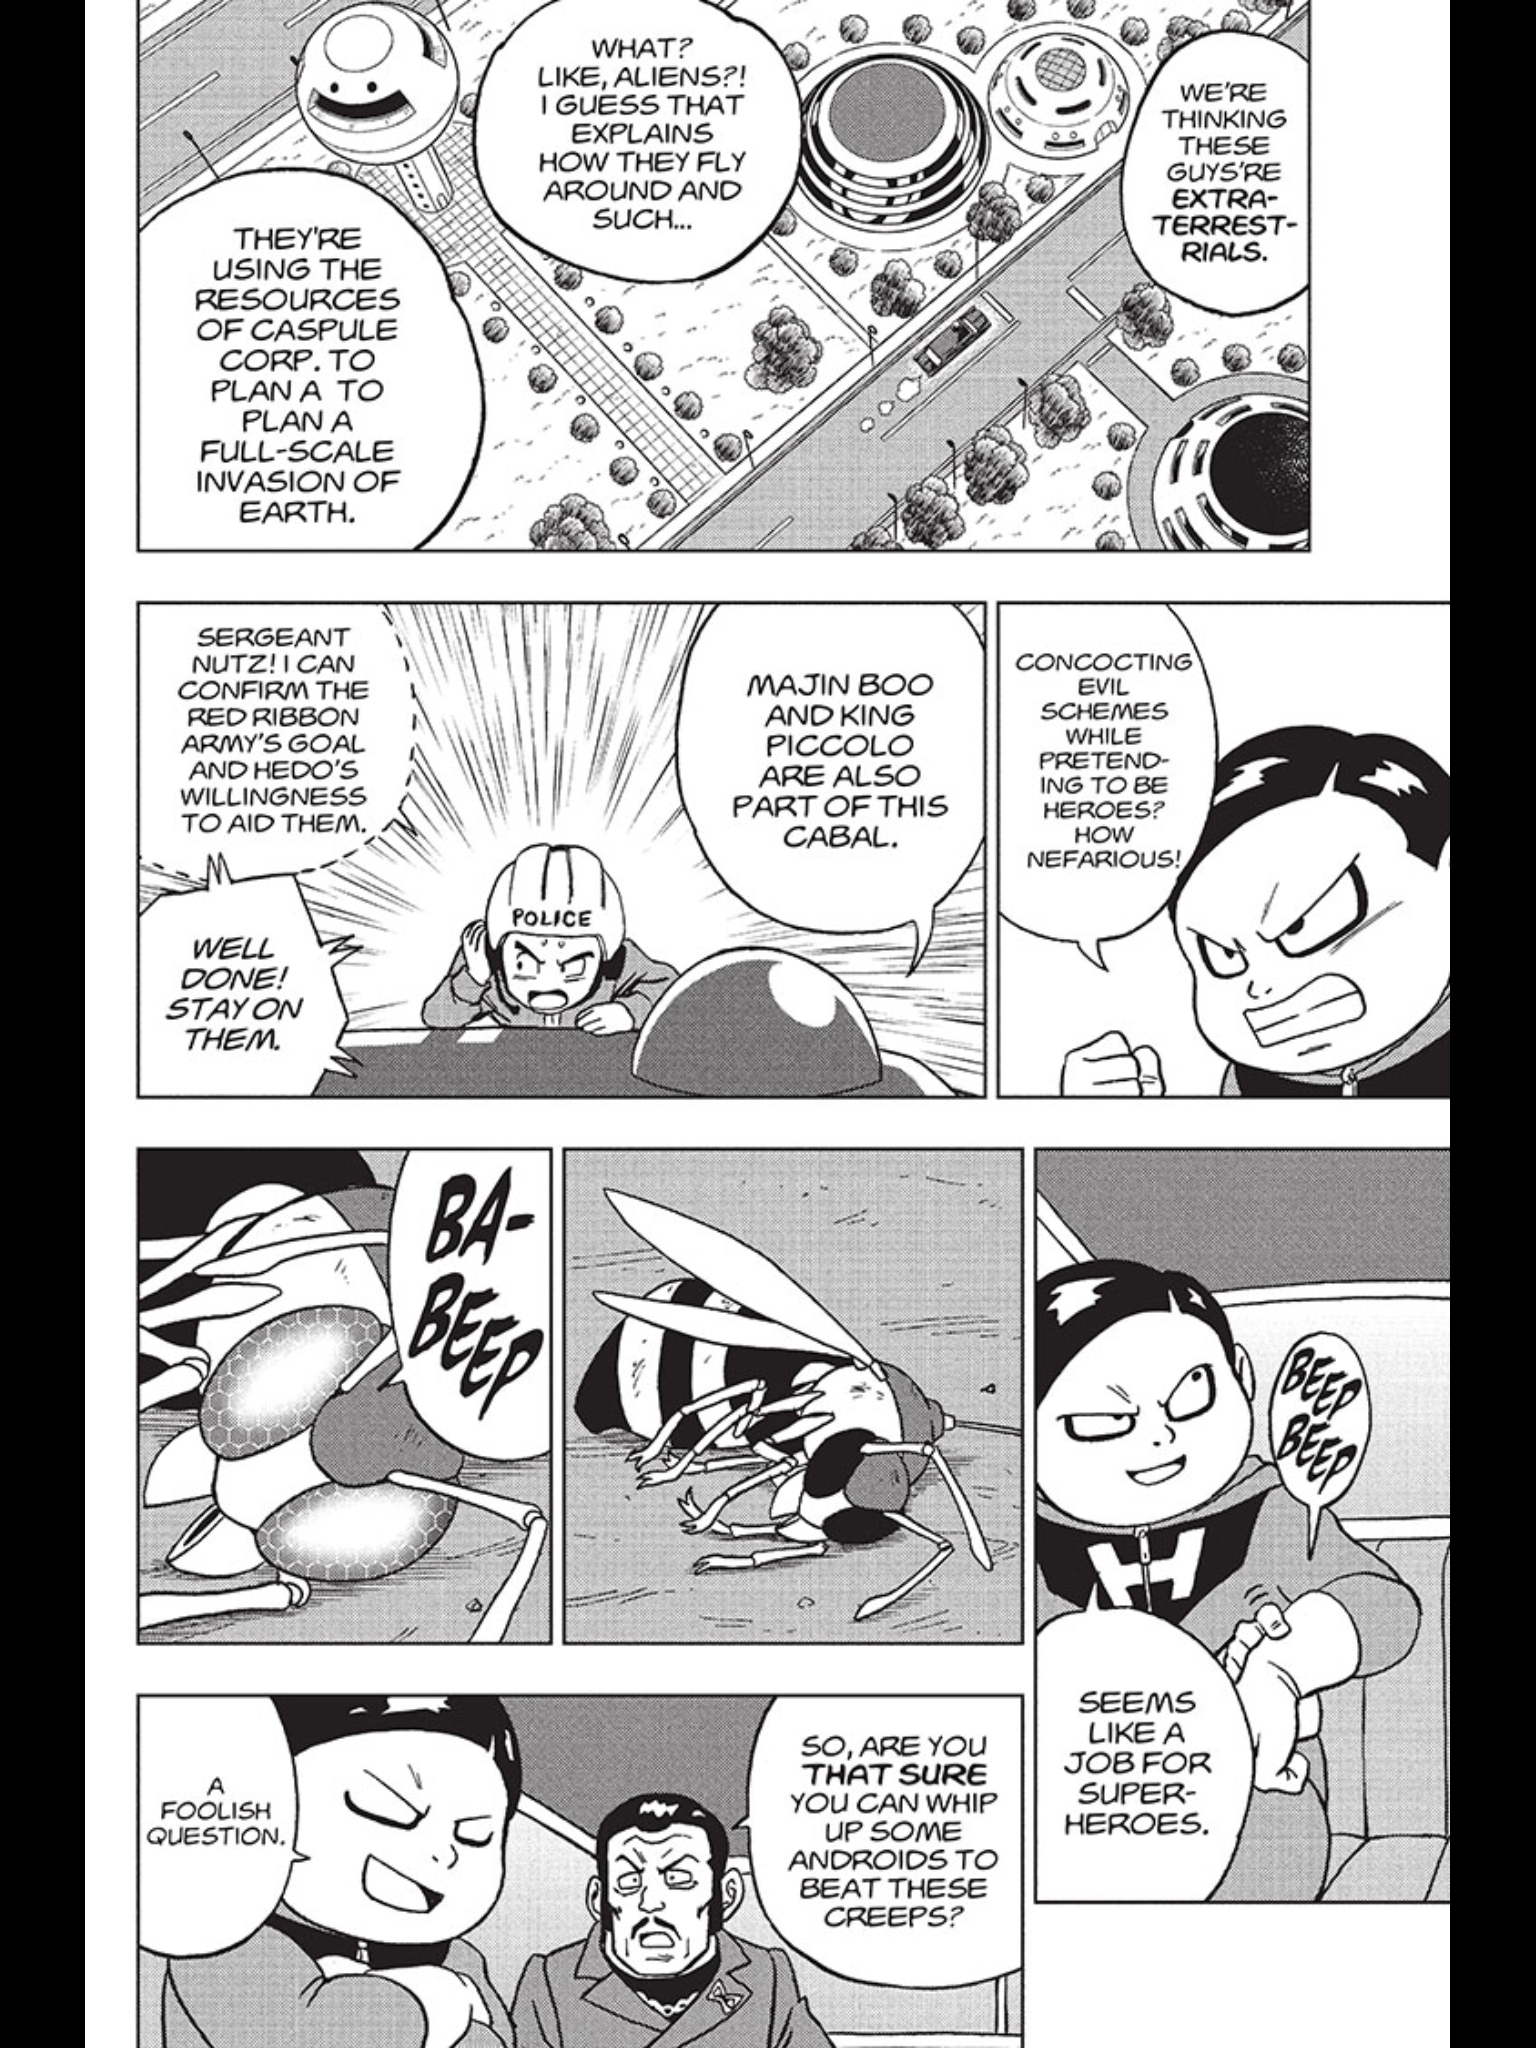 WE'RE
THINKING
THESE
GUYS'RE
EXTRA-
TERREST-
RIALS.
WHAT?
LIKE, ALIENS?!
I GUESS THAT
EXPLAINS
HOW THEY FLY
AROUND AND
SUCH...
THEY'RE
USING THE
RESOURCES
OF CASPULE
CORP. TO
PLAN A TO
PLAN A
FULL-SCALE
INVASION OF
EARTH.
CONCOCTING
EVIL
SCHEMES
WHILE
PRETEND-
ING TO BE
HEROES?
HOW
NEFARIOUS!
MAJIN BOO
AND KING
PICCOLO
ARE ALSO
PART OF THIS
CABAL.
SERGEANT
NUTZ! I CAN
CONFIRM THE
RED RIBBON
ARMY'S GOAL
AND HEDO'S
WILLINGNESS
TO AID THEM.
POLICE
WELL
DONE!
STAY ON
THEM.
BEEP
BEEP
H
SEEMS
LIKE A
JOB FOR
SUPER-
HEROES.
BA-
BEEP
SO, ARE YOU
THAT SURE
YOU CAN WHIP
UP SOME
ANDROIDS TO
BEAT THESE
CREEPS?
A
FOOLISH
QUESTION.